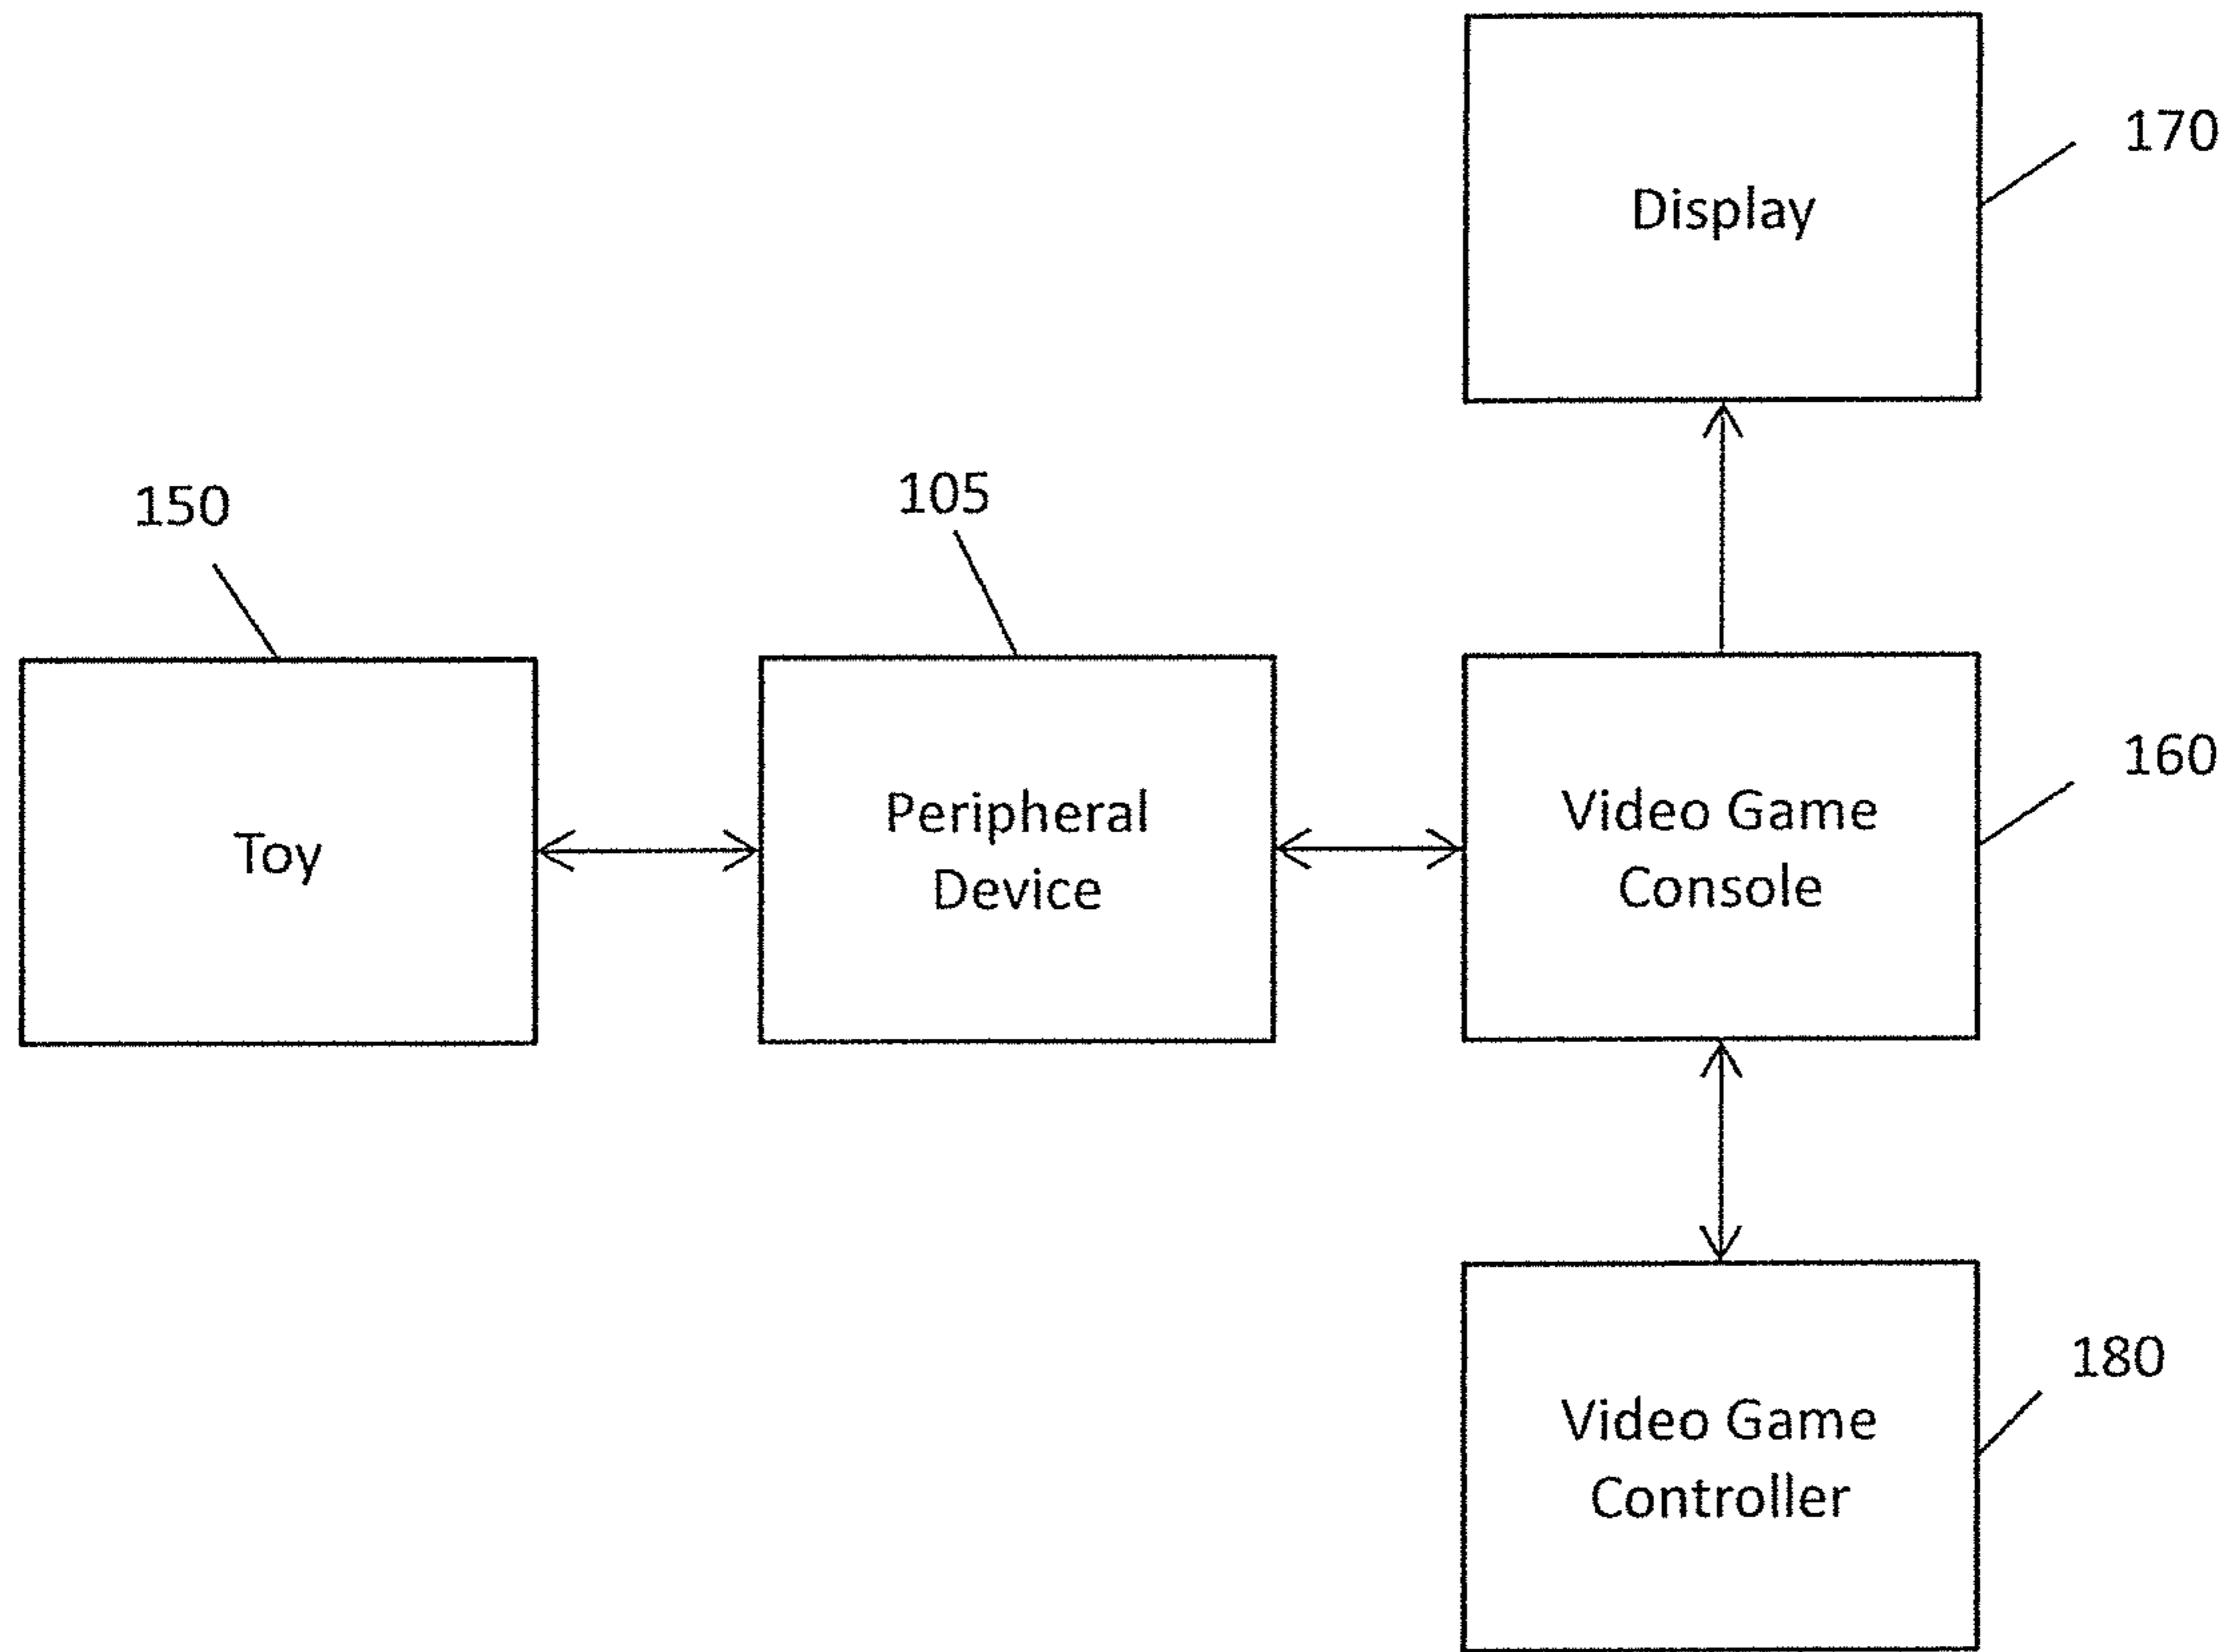 170
Display
150
105
160
Toy
Peripheral
Device
Video Game
Console
180
Video Game
Controller